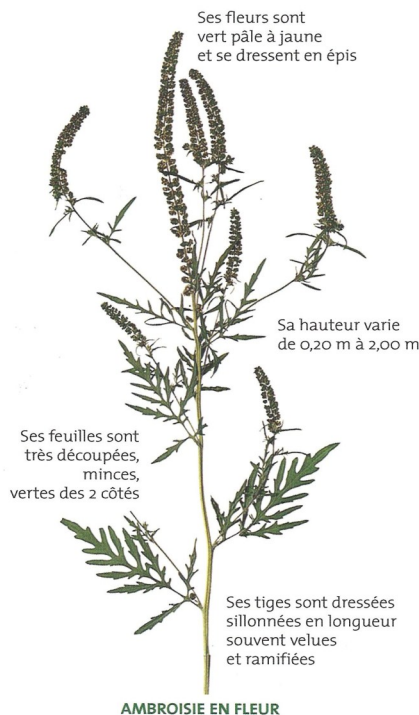 Ses fleurs sont
vert pâle à jaune
et se dressent en épis
Sa hauteur varie
de 0,20 m à 2,00 m
Ses feuilles sont
très découpées,
minces,
vertes des 2 côtés
Ses tiges sont dressées
sillonnées en longueur
souvent velues
et ramifiées
AMBROISIE EN FLEUR